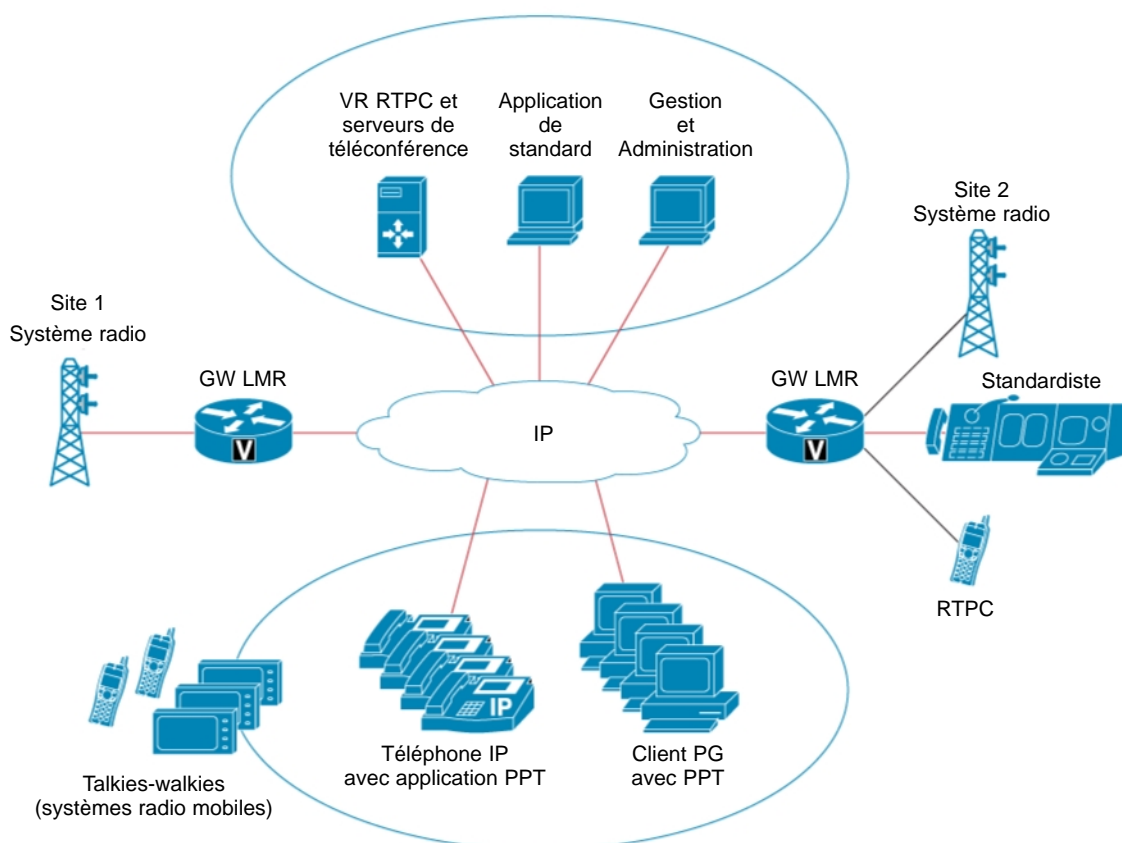 VR RTPC et
serveurs de
téléconférence
Application
de
standard
Gestion
et
Administration
Site 2
Système radio
Site 1
Système radio
GW LMR
IP
GW LMR
Standardiste
V
V
RTPC
IP
Téléphone IP
avec application PPT
Client PG
avec PPT
Talkies-walkies
(systèmes radio mobiles)